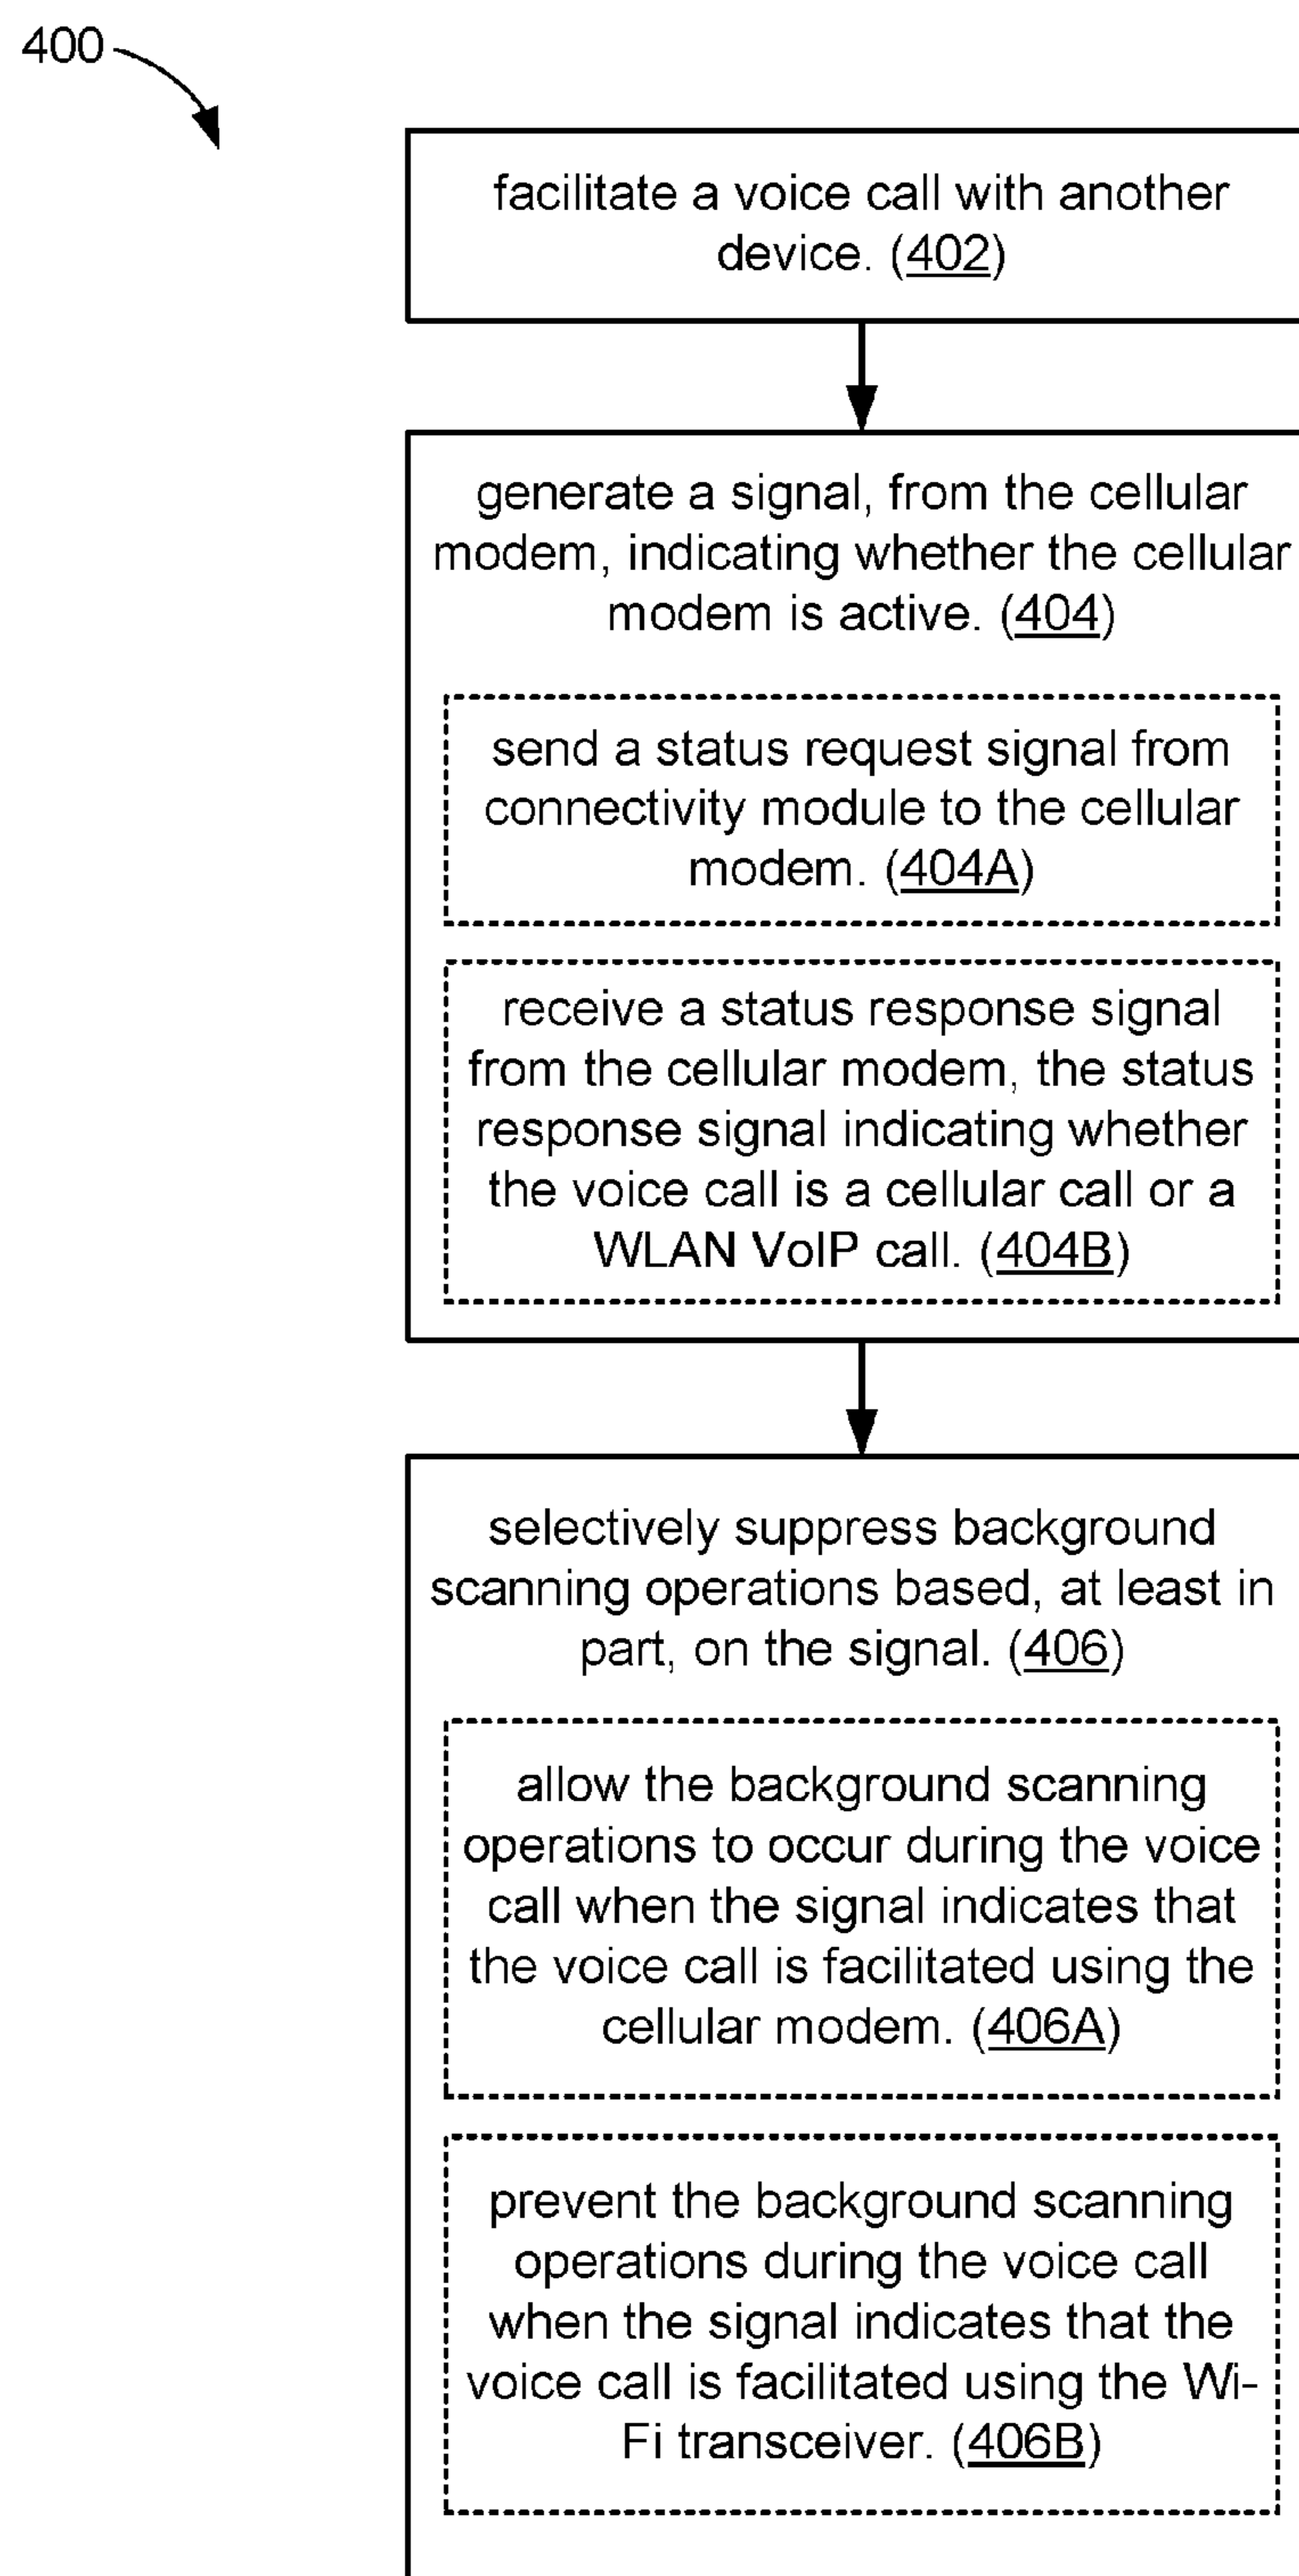 400
facilitate a voice call with another
device. (402)
generate a signal, from the cellular
modem, indicating whether the cellular
modem is active. (404)
send a status request signal from
connectivity module to the cellular
modem. (404A)
receive a status response signal
from the cellular modem, the status
response signal indicating whether
the voice call is a cellular call or a
WLAN VoIP call. (404B)
selectively suppress background
scanning operations based, at least in
part, on the signal. (406)
allow the background scanning
operations to occur during the voice
call when the signal indicates that
the voice call is facilitated using the
cellular modem. (406A)
prevent the background scanning
operations during the voice call
when the signal indicates that the
voice call is facilitated using the Wi-
Fi transceiver. (406B)